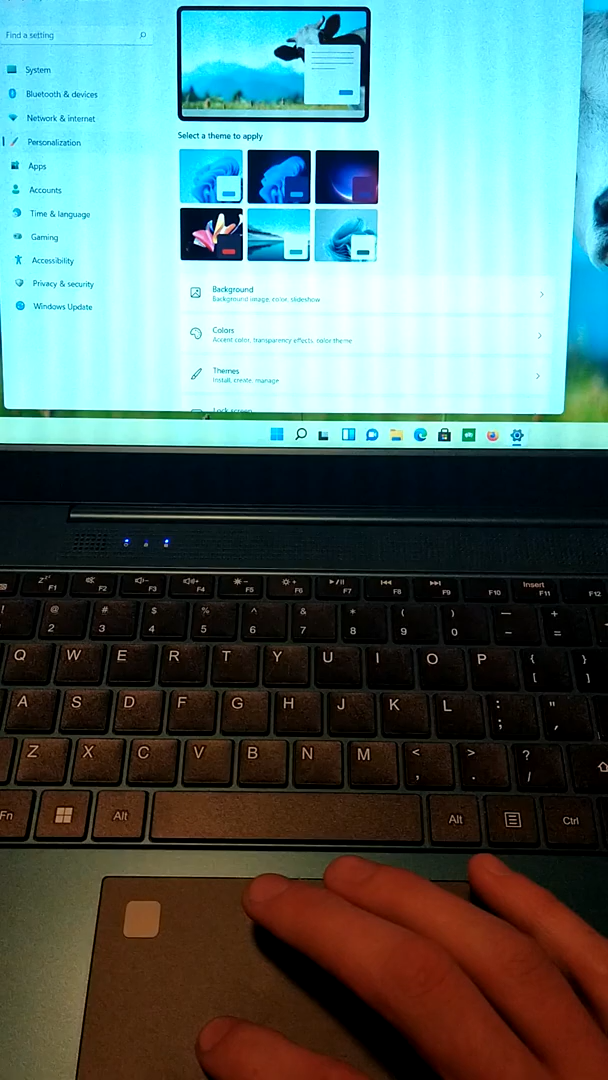 Find a setting
System
Bluetooth & devices
Network & internet
Personalization
Apps
Accounts
Time & language
Gaming
Accessibility
Privacy & security
Windows Update
Select a theme to apply
Background
Background image, color, slideshow
Colors
Accent color, transparency effects, color theme
Themes
Install, create, manage
Lock screen
F1 F2 F3 F4 F5 F6 F7 F8 F9 F10 Insert F11 F12
! @ # $ % ^ & * ( ) — +
2 3 4 5 6 7 8 9 0 - =
Q W E R T Y U I O P { }
[ ]
A S D F G H J K L : "
; '
Z X C V B N M < > ?
, . /
Fn Alt Alt Ctrl